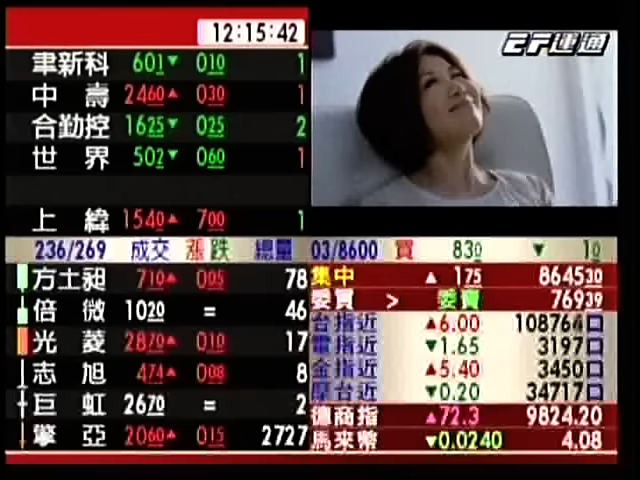 12:15:42
聿新科 601▼ 010 1
中壽 2460▲ 030 1
合勤控 1625▼ 025 2
世界 502▼ 060 1
上緯 1540▲ 700 1
236/269 成交 漲跌 總量
方土昶 710▲ 005 78
倍微 1020 = 46
光菱 2870▲ 010 17
志旭 474▲ 008 8
巨虹 2670 = 2
擎亞 2060▲ 015 2727
運通
03/8600 買 830 ▼ 10
集中 ▲ 175 864530
委買 > 委賣 76939
台指近 ▲6.00 108764口
電指近 ▼1.65 3197口
金指近 ▲5.40 3450口
摩台近 ▼0.20 34717口
德商指 ▲72.3 9824.20
馬來幣 ▼0.0240 4.08